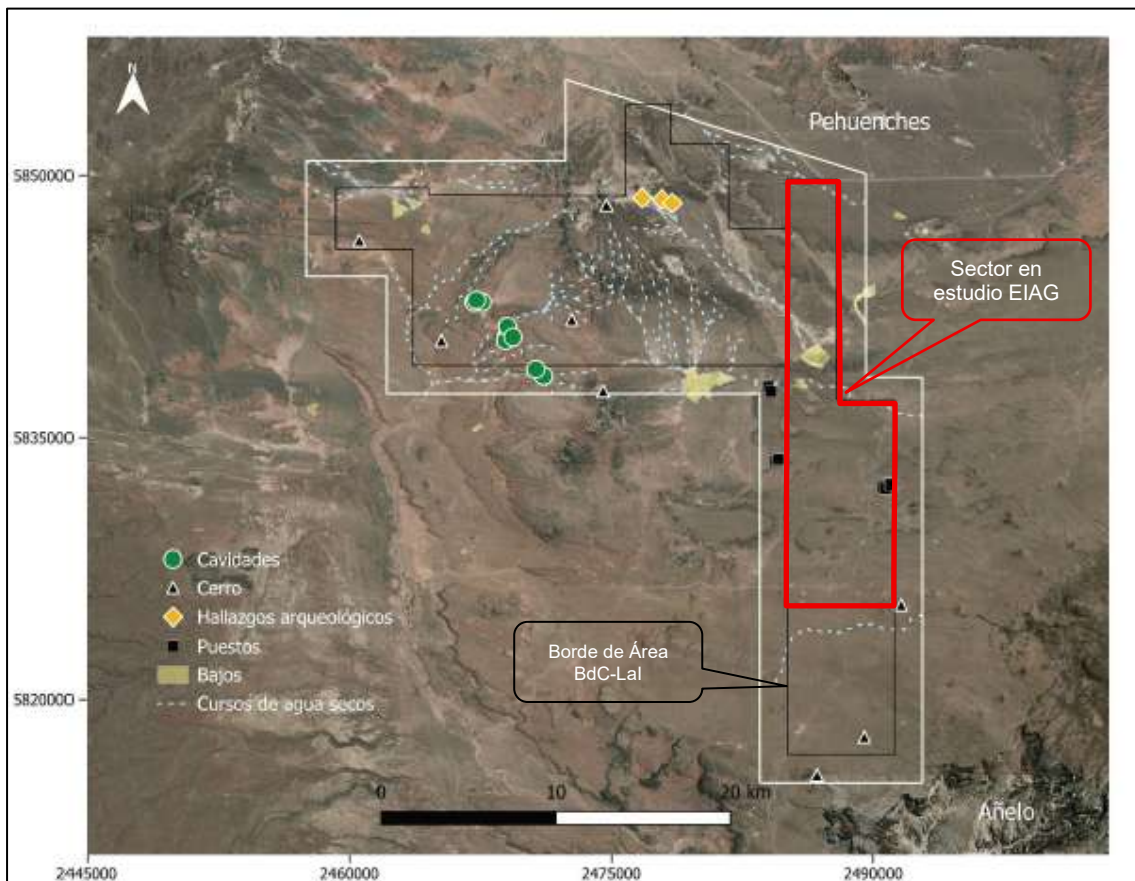 N
Pehuenches
5850000
Sector en
estudio EIAG
5835000
Cavidades
Cerro
Hallazgos arqueológicos
Puestos
Bajos
Cursos de agua secos
Borde de Área
BdC-LaI
5820000
0 10 20 km
Añelo
2445000 2460000 2475000 2490000